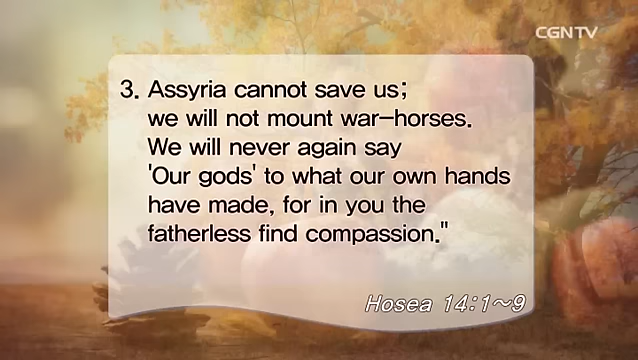 CGNTV
3. Assyria cannot save us;
we will not mount war-horses.
We will never again say
'Our gods' to what our own hands
have made, for in you the
fatherless find compassion."
Hosea 14:1~9